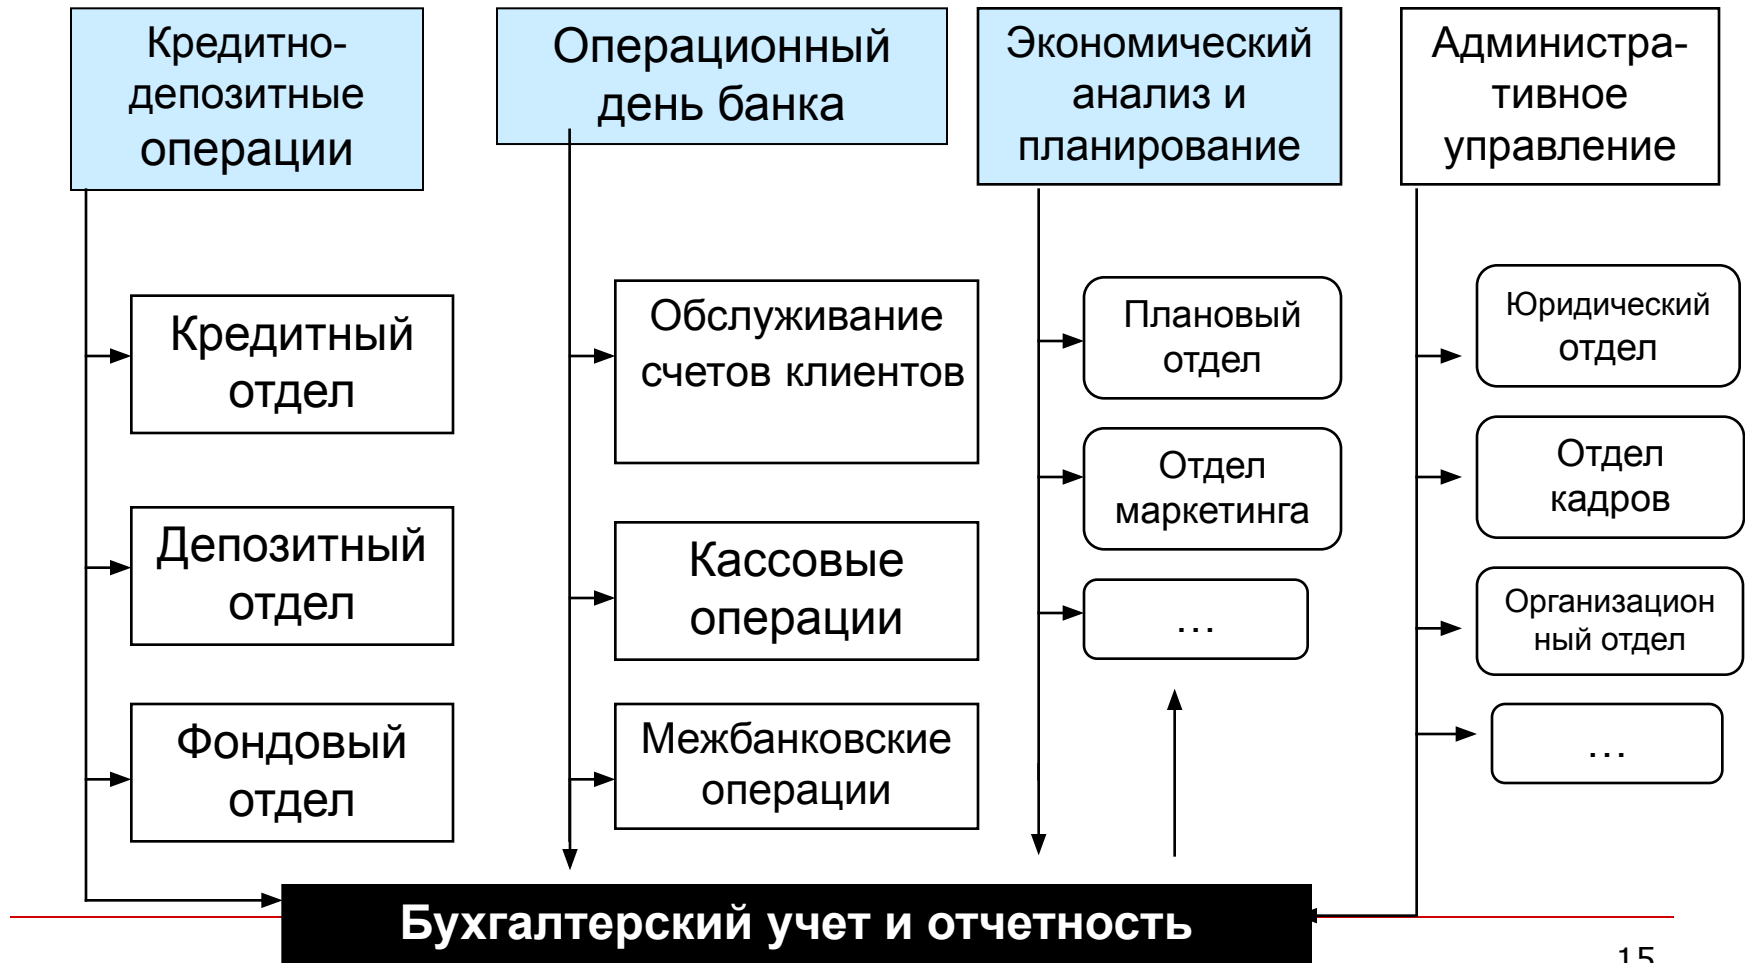 Кредитно-
депозитные
операции
Операционный
день банка
Экономический
анализ и
планирование
Администра-
тивное
управление
Кредитный
отдел
Депозитный
отдел
Фондовый
отдел
Обслуживание
счетов клиентов
Кассовые
операции
Межбанковские
операции
Плановый
отдел
Отдел
маркетинга
…
Юридический
отдел
Отдел
кадров
Организацион
ный отдел
…
Бухгалтерский учет и отчетность
15